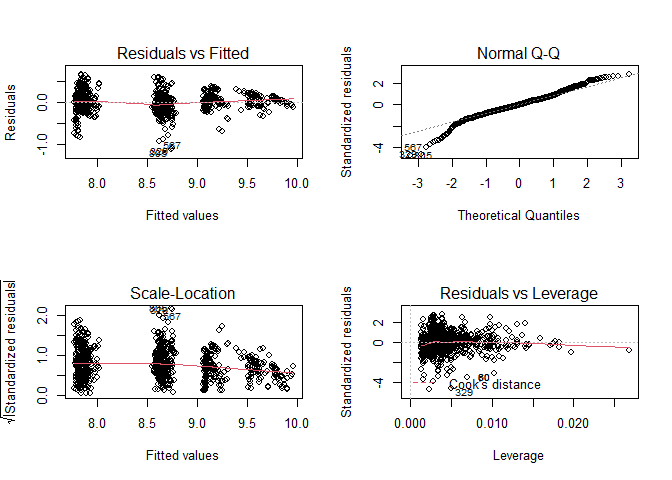 Residuals vs Fitted
Residuals
0.0
-1.0
8.0 8.5 9.0 9.5 10.0
Fitted values
567
Normal Q-Q
Standardized residuals
2
0
-4
-3 -2 -1 0 1 2 3
Theoretical Quantiles
567
Scale-Location
√|Standardized residuals|
2.0
1.0
0.0
8.0 8.5 9.0 9.5 10.0
Fitted values
567
Residuals vs Leverage
Standardized residuals
2
0
-4
0.000 0.010 0.020
Leverage
Cook's distance
329